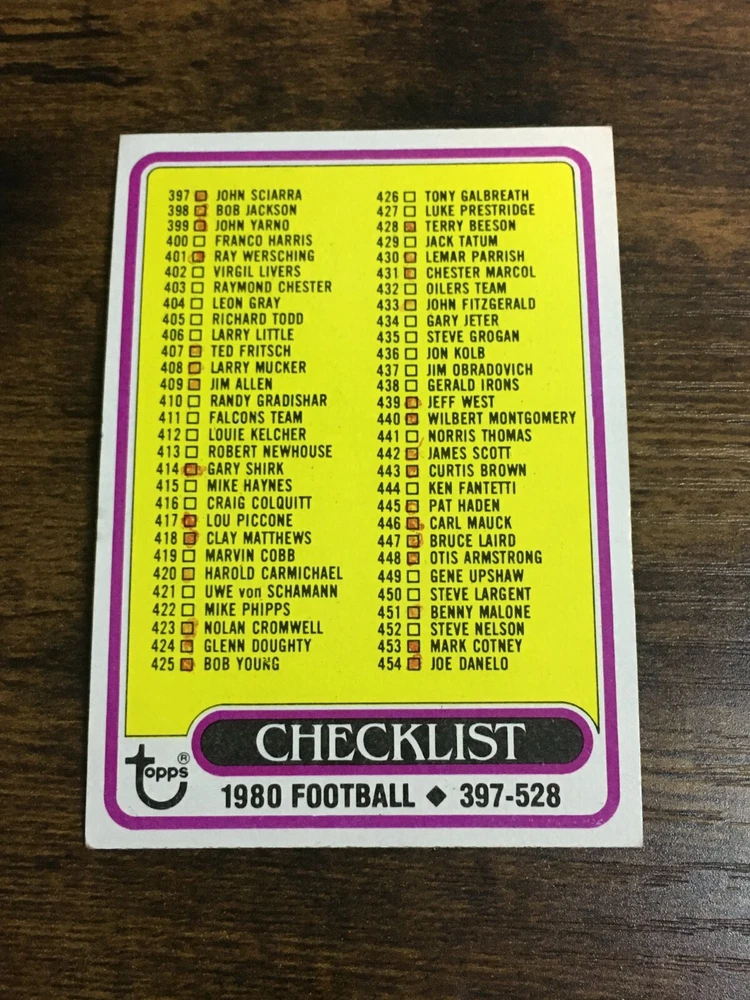 397 JOHN SCIARRA
398 BOB JACKSON
399 JOHN YARNO
400 FRANCO HARRIS
401 RAY WERSCHING
402 VIRGIL LIVERS
403 RAYMOND CHESTER
404 LEON GRAY
405 RICHARD TODD
406 LARRY LITTLE
407 TED FRITSCH
408 LARRY MUCKER
409 JIM ALLEN
410 RANDY GRADISHAR
411 FALCONS TEAM
412 LOUIE KELCHER
413 ROBERT NEWHOUSE
414 GARY SHIRK
415 MIKE HAYNES
416 CRAIG COLQUITT
417 LOU PICCONE
418 CLAY MATTHEWS
419 MARVIN COBB
420 HAROLD CARMICHAEL
421 UWE von SCHAMANN
422 MIKE PHIPPS
423 NOLAN CROMWELL
424 GLENN DOUGHTY
425 BOB YOUNG
426 TONY GALBREATH
427 LUKE PRESTRIDGE
428 TERRY BEESON
429 JACK TATUM
430 LEMAR PARRISH
431 CHESTER MARCOL
432 OILERS TEAM
433 JOHN FITZGERALD
434 GARY JETER
435 STEVE GROGAN
436 JON KOLB
437 JIM OBRADOVICH
438 GERALD IRONS
439 JEFF WEST
440 WILBERT MONTGOMERY
441 NORRIS THOMAS
442 JAMES SCOTT
443 CURTIS BROWN
444 KEN FANTETTI
445 PAT HADEN
446 CARL MAUCK
447 BRUCE LAIRD
448 OTIS ARMSTRONG
449 GENE UPSHAW
450 STEVE LARGENT
451 BENNY MALONE
452 STEVE NELSON
453 MARK COTNEY
454 JOE DANELO
CHECKLIST
topps®
1980 FOOTBALL ◆ 397-528